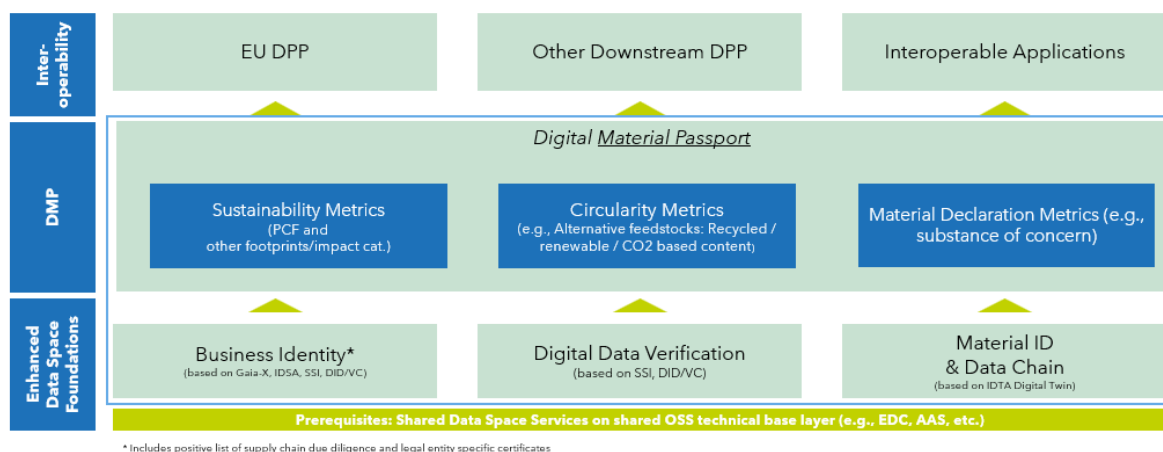 Inter-
operability
EU DPP
Other Downstream DPP
Interoperable Applications
DMP
Digital Material Passport
Sustainability Metrics
(PCF and
other footprints/impact cat.)
Circularity Metrics
(e.g., Alternative feedstocks: Recycled /
renewable / CO2 based content)
Material Declaration Metrics (e.g.,
substance of concern)
Enhanced
Data Space
Foundations
Business Identity*
(based on Gaia-X, IDSA, SSI, DID/VC)
Digital Data Verification
(based on SSI, DID/VC)
Material ID
& Data Chain
(based on IDTA Digital Twin)
Prerequisites: Shared Data Space Services on shared OSS technical base layer (e.g., EDC, AAS, etc.)
* Includes positive list of supply chain due diligence and legal entity specific certificates